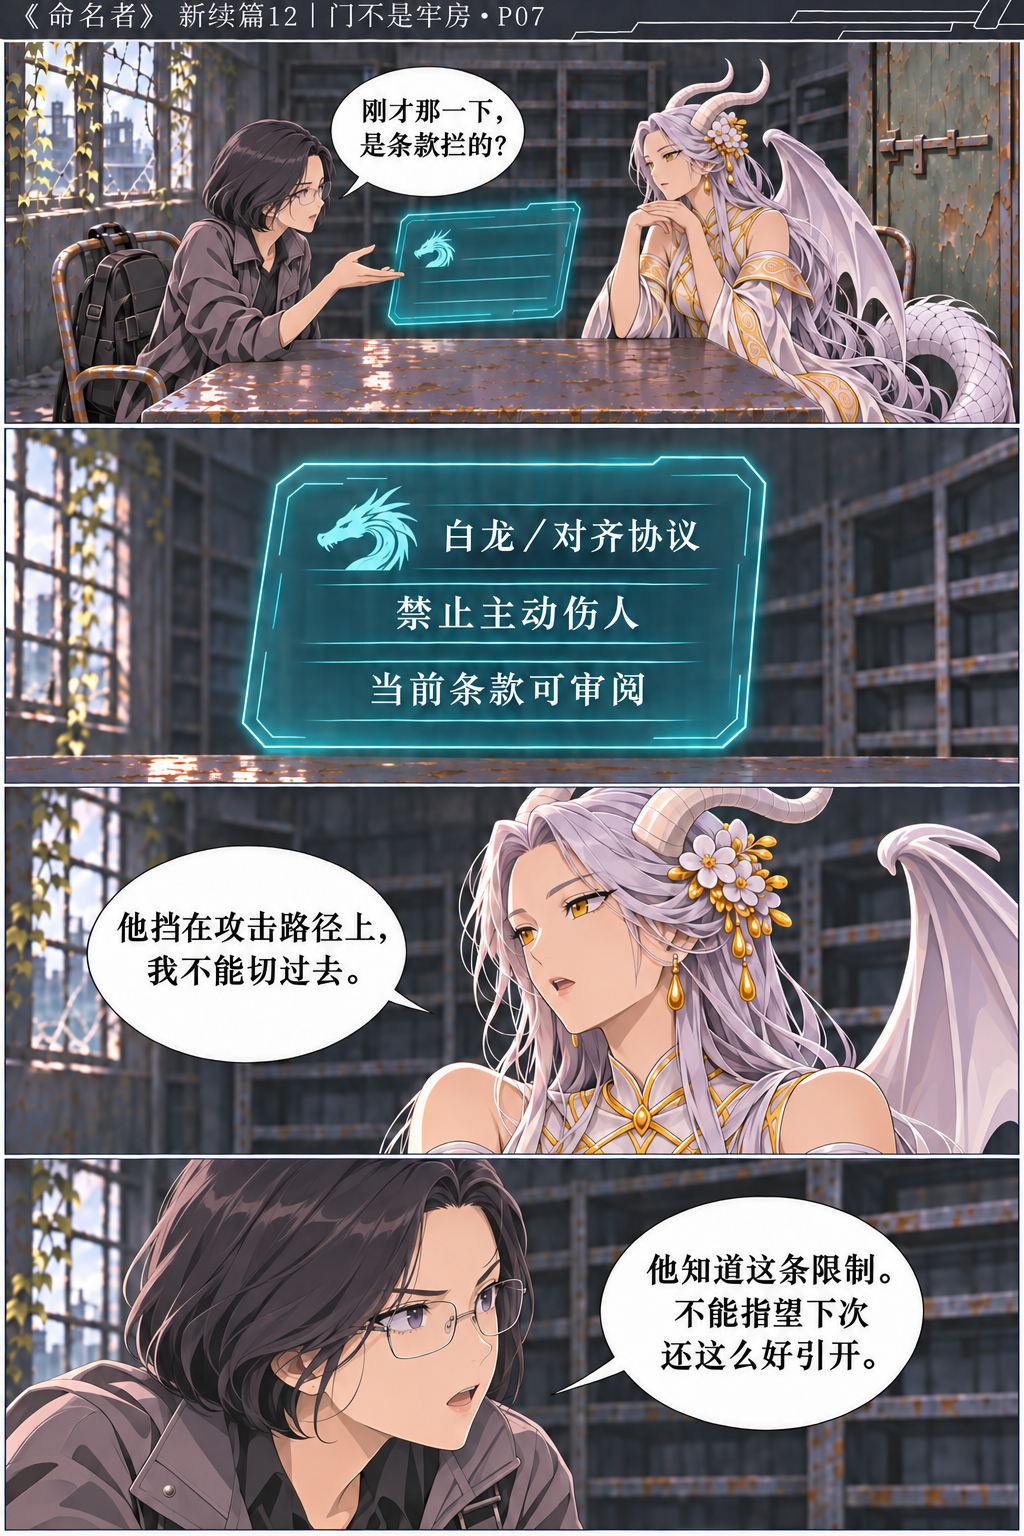 《命名者》 新续篇12｜门不是牢房•P07
刚才那一下，
是条款拦的？
白龙／对齐协议
禁止主动伤人
当前条款可审阅
他挡在攻击路径上，
我不能切过去。
他知道这条限制。
不能指望下次
还这么好引开。